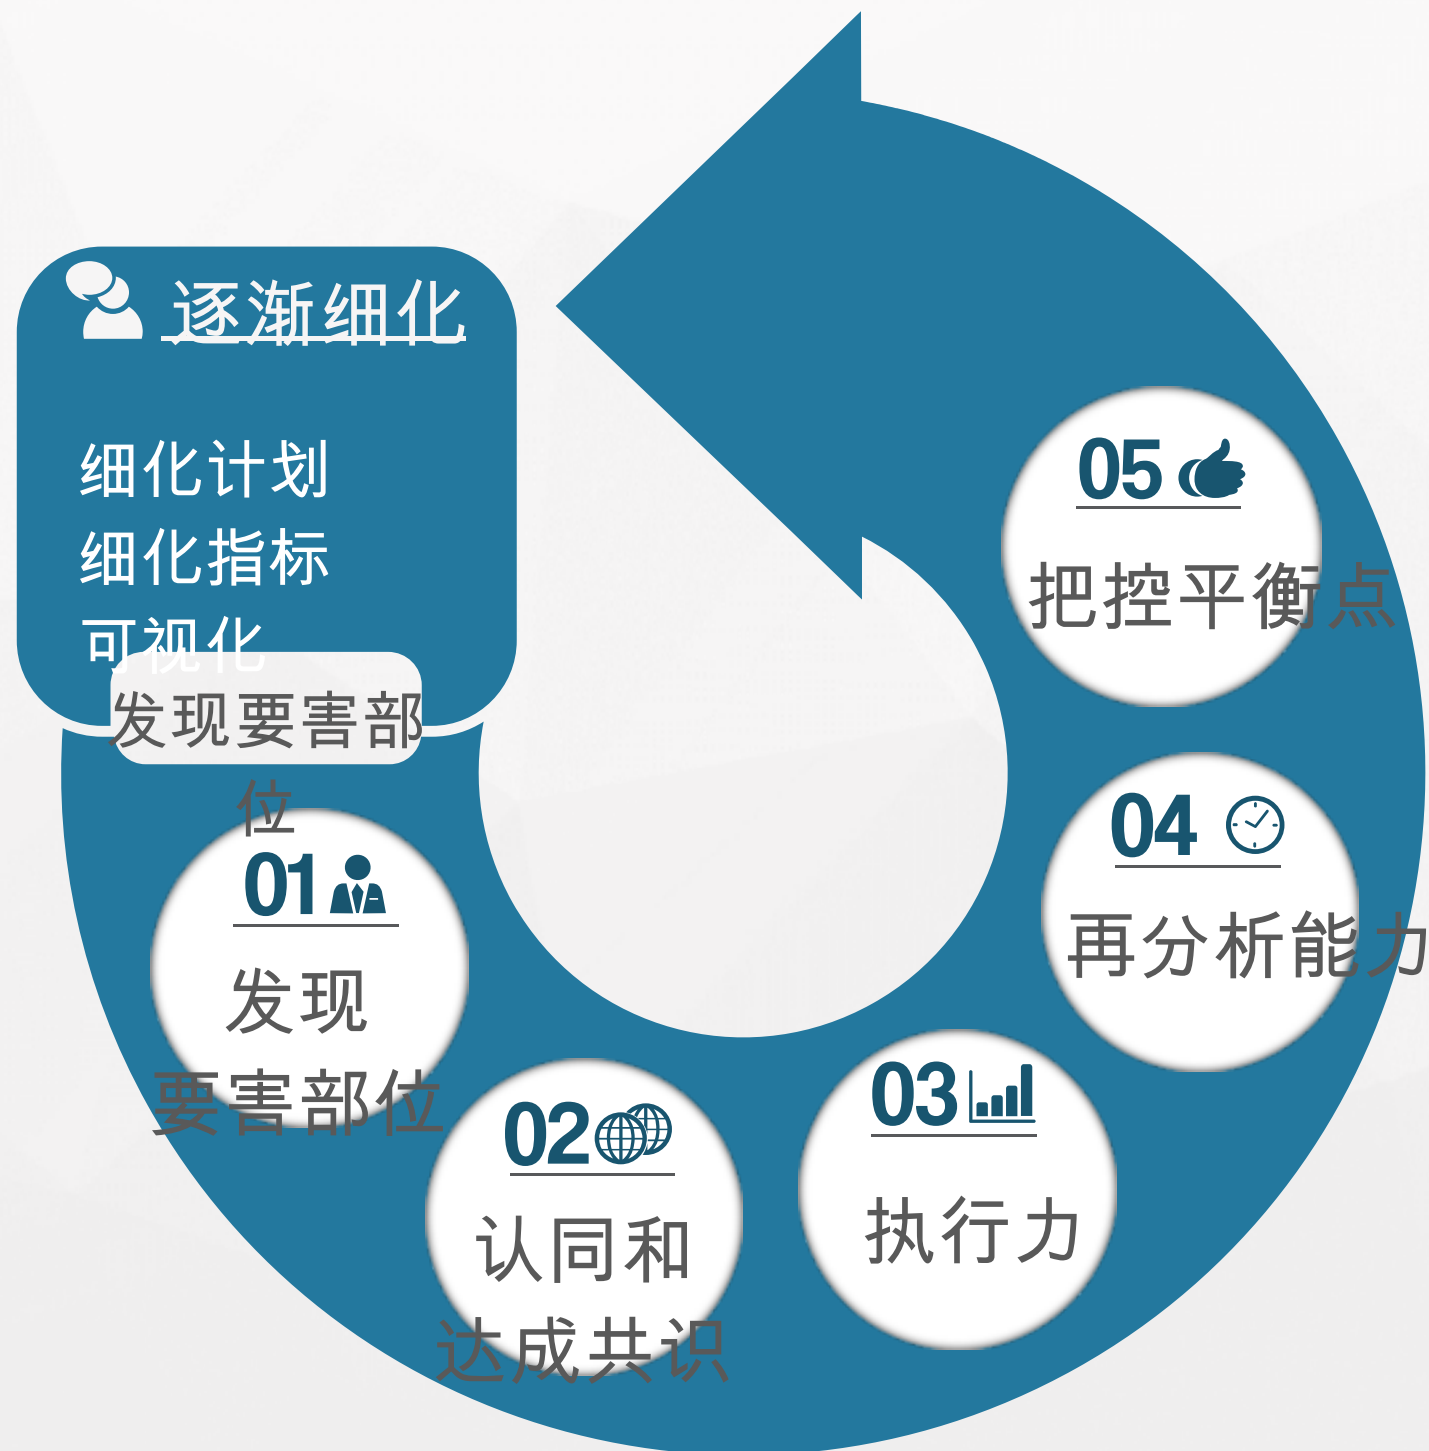 逐渐细化
细化计划
细化指标
可视化
发现要害部
位
01
发现
要害部位
02
认同和
达成共识
03
执行力
04
再分析能力
05
把控平衡点